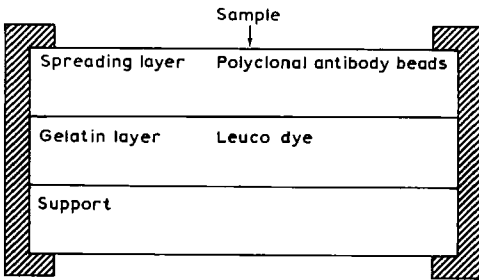 Sample
Spreading layer Polyclonal antibody beads
Gelatin layer Leuco dye
Support